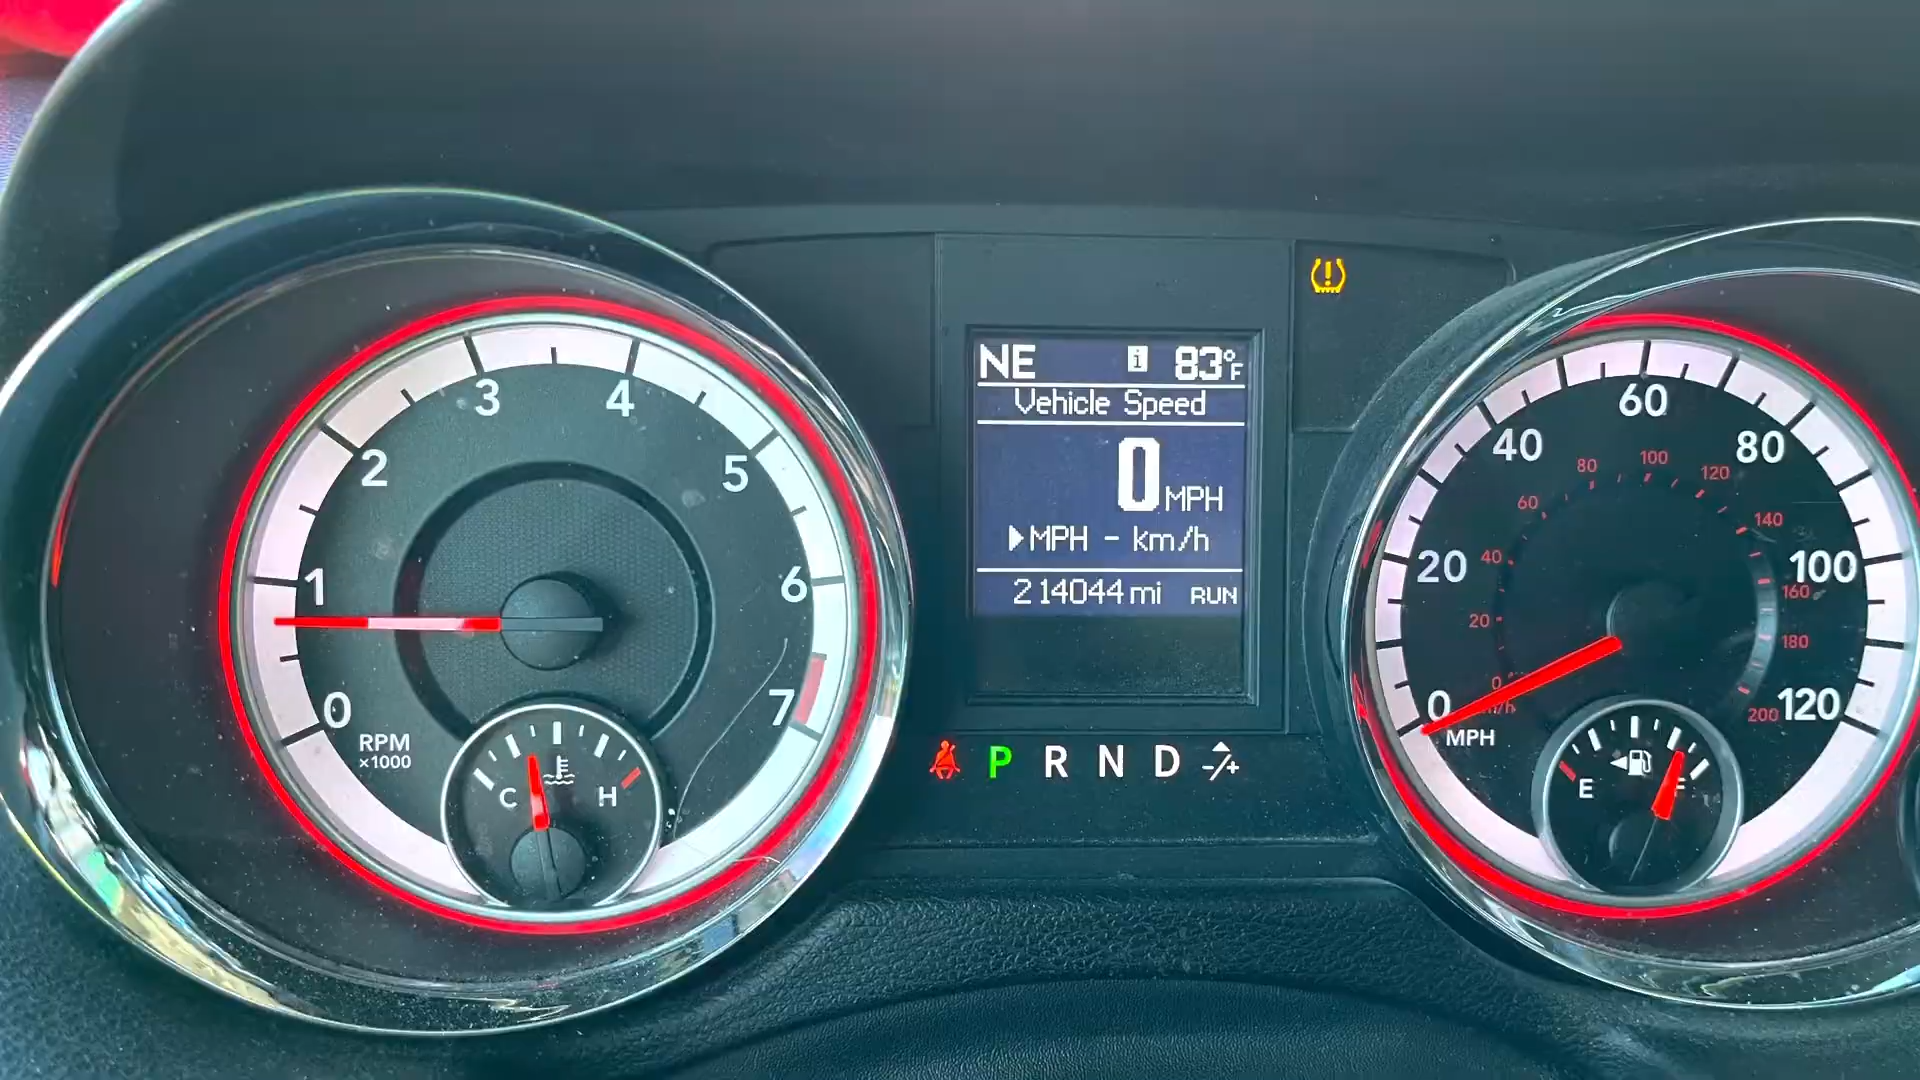 0
1
2
3
4
5
6
7
RPM
×1000
C
H
NE i 83°F
Vehicle Speed
0 MPH
MPH - km/h
214044 mi RUN
P R N D -/+
0
20
40
60
80
100
120
MPH
0
20
40
60
80
100
120
140
160
180
200
E
F